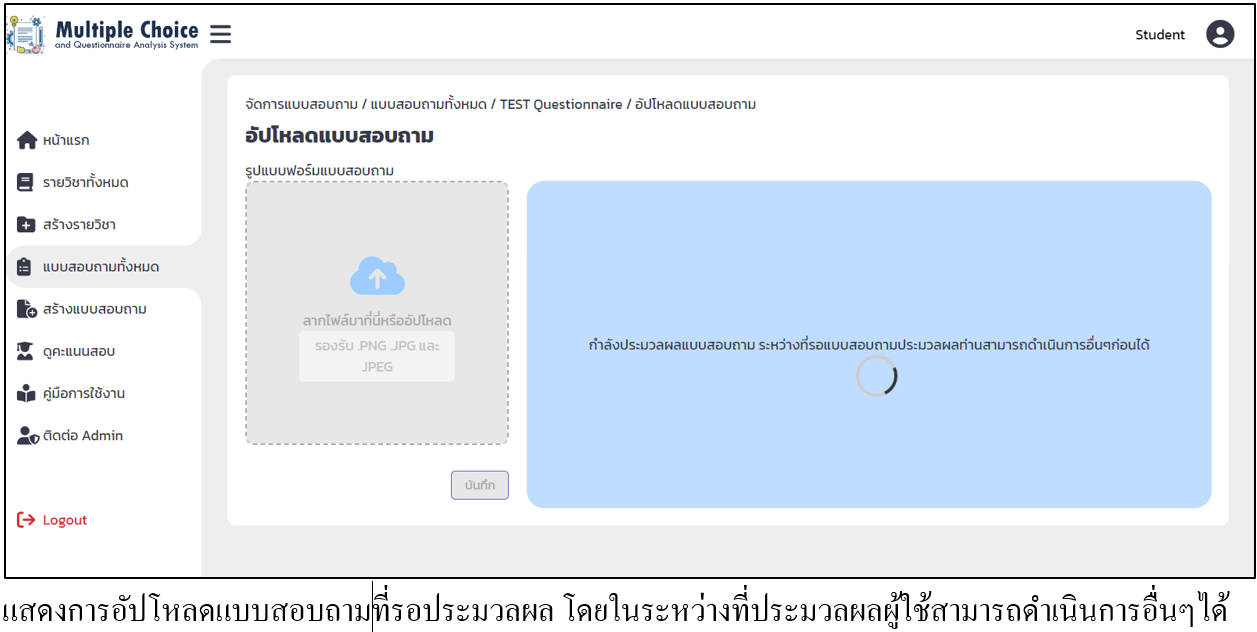 Multiple Choice
and Questionnaire Analysis System
Student
หน้าแรก
รายวิชาทั้งหมด
สร้างรายวิชา
แบบสอบถามทั้งหมด
สร้างแบบสอบถาม
ดูคะแนนสอบ
คู่มือการใช้งาน
ติดต่อ Admin
Logout
จัดการแบบสอบถาม / แบบสอบถามทั้งหมด / TEST Questionnaire / อัปโหลดแบบสอบถาม
อัปโหลดแบบสอบถาม
รูปแบบฟอร์มแบบสอบถาม
ลากไฟล์มาที่นี่หรืออัปโหลด
รองรับ .PNG .JPG และ
JPEG
บันทึก
กำลังประมวลผลแบบสอบถาม ระหว่างที่รอแบบสอบถามประมวลผลท่านสามารถดำเนินการอื่นๆก่อนได้
แสดงการอัปโหลดแบบสอบถามที่รอประมวลผล โดยในระหว่างที่ประมวลผลผู้ใช้สามารถดำเนินการอื่นๆได้